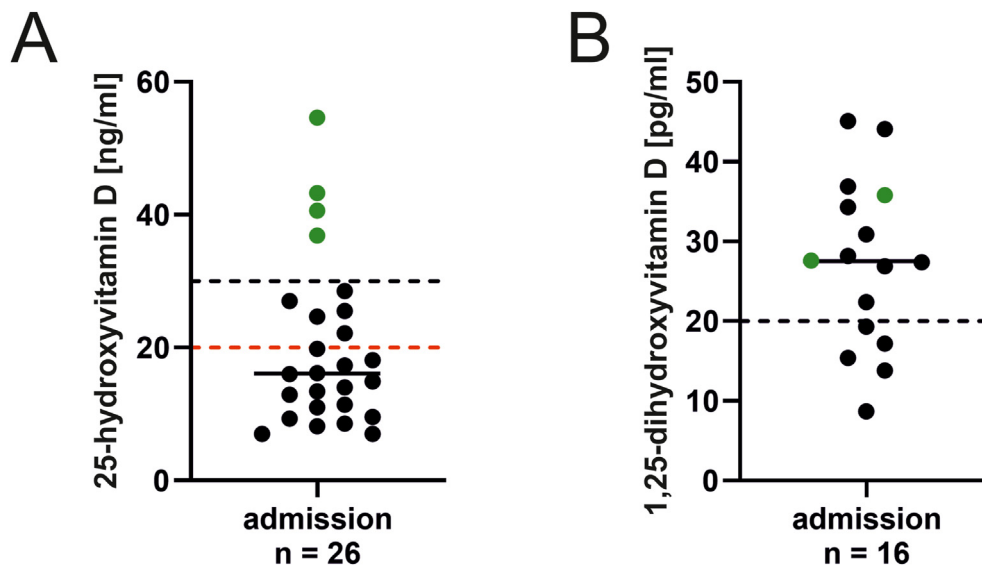 A
25-hydroxyvitamin D [ng/ml]
60
40
20
0
admission
n = 26
B
1,25-dihydroxyvitamin D [pg/ml]
50
40
30
20
10
0
admission
n = 16